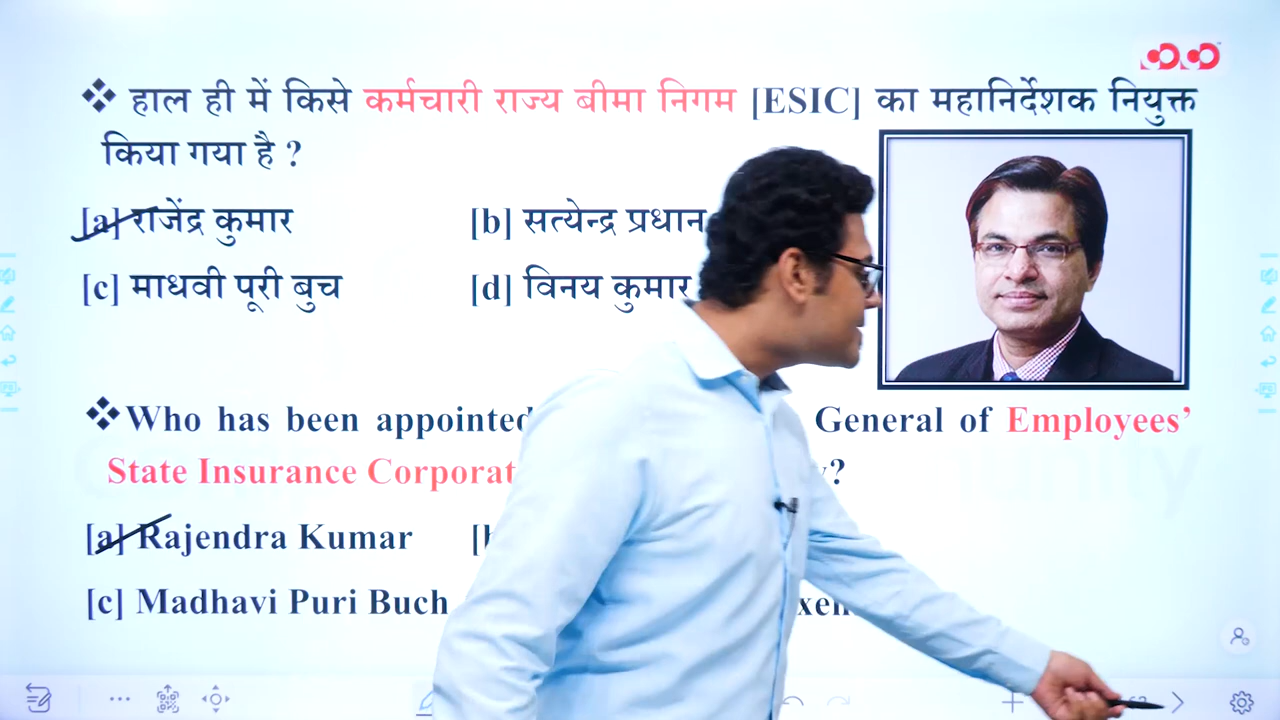 ❖ हाल ही में किसे कर्मचारी राज्य बीमा निगम [ESIC] का महानिर्देशक नियुक्त
किया गया है ?
[a] राजेंद्र कुमार [b] सत्येन्द्र प्रधान
[c] माधवी पूरी बुच [d] विनय कुमार
❖Who has been appointed General of Employees'
State Insurance Corporat ?
[a] Rajendra Kumar
[c] Madhavi Puri Buch